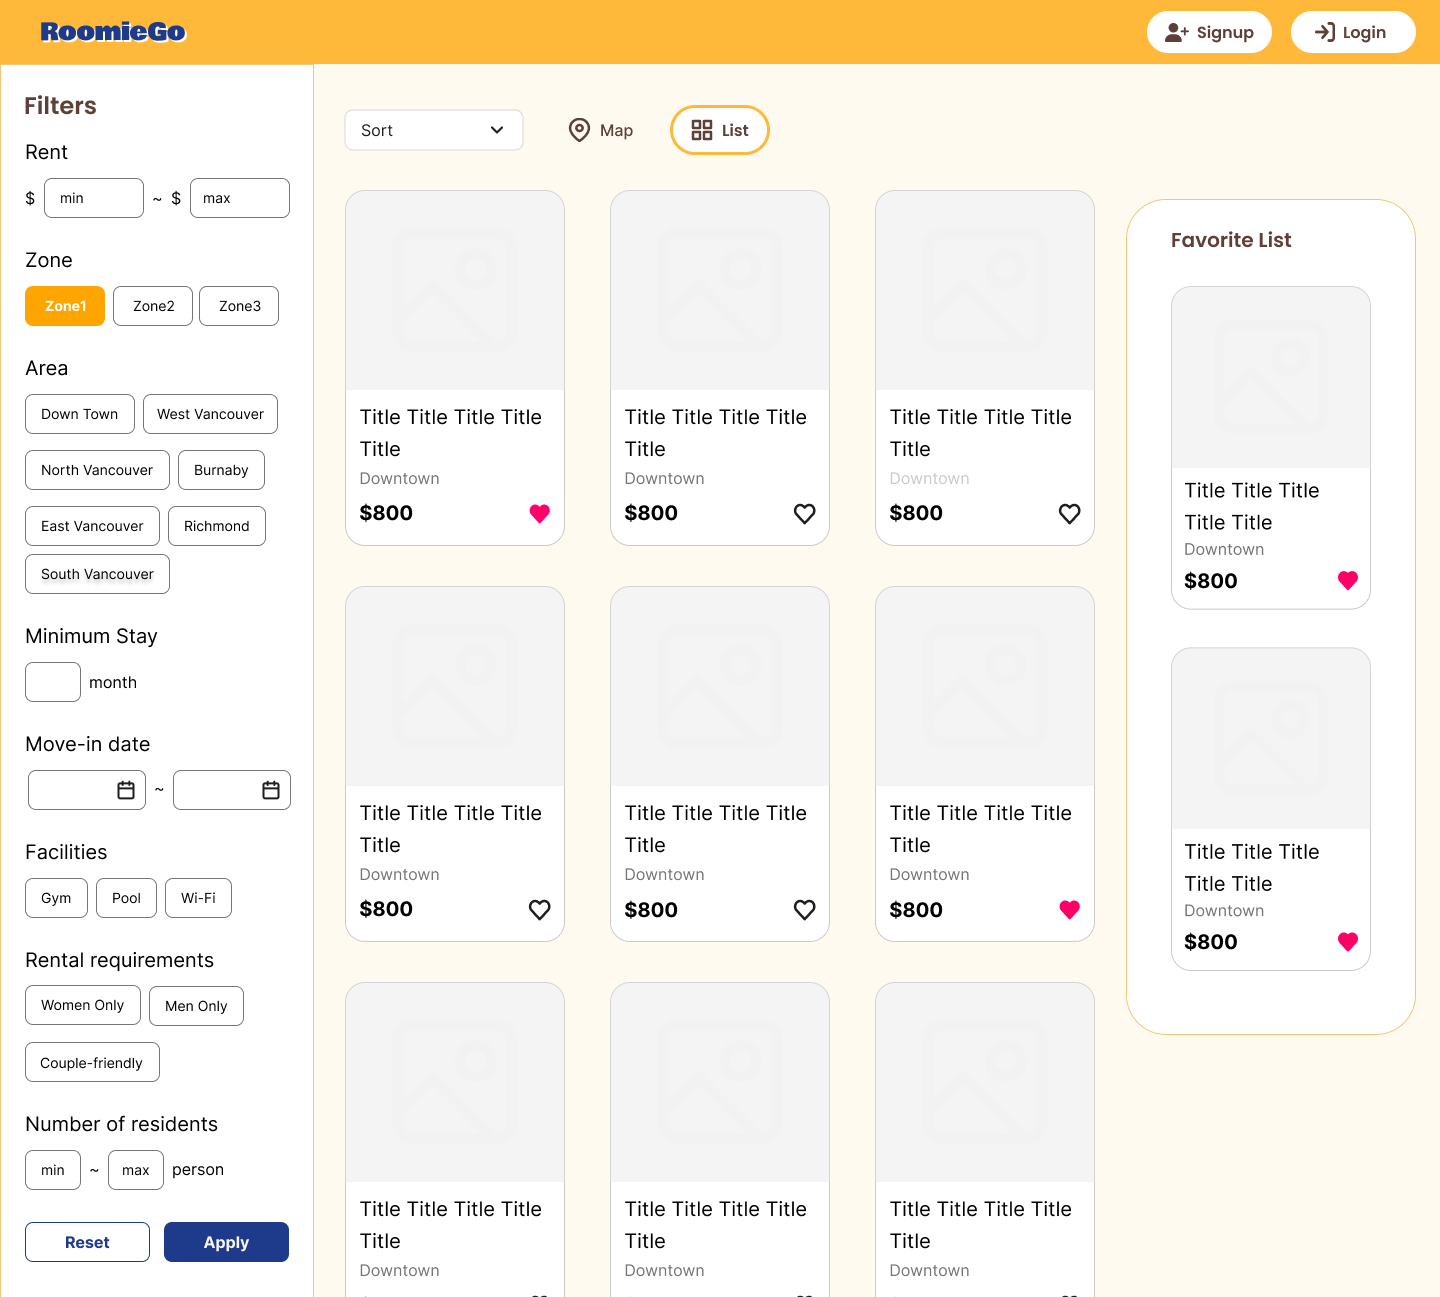 RoomieGo
Signup
Login
Filters
Rent
$ min ~ $ max
Zone
Zone1 Zone2 Zone3
Area
Down Town West Vancouver
North Vancouver Burnaby
East Vancouver Richmond
South Vancouver
Minimum Stay
month
Move-in date
~
Facilities
Gym Pool Wi-Fi
Rental requirements
Women Only Men Only
Couple-friendly
Number of residents
min ~ max person
Reset Apply
Sort
Map
List
Title Title Title Title
Title
Downtown
$800
Title Title Title Title
Title
Downtown
$800
Title Title Title Title
Title
Downtown
$800
Title Title Title Title
Title
Downtown
$800
Title Title Title Title
Title
Downtown
$800
Title Title Title Title
Title
Downtown
$800
Title Title Title Title
Title
Downtown
Title Title Title Title
Title
Downtown
Title Title Title Title
Title
Downtown
Favorite List
Title Title Title
Title Title
Downtown
$800
Title Title Title
Title Title
Downtown
$800